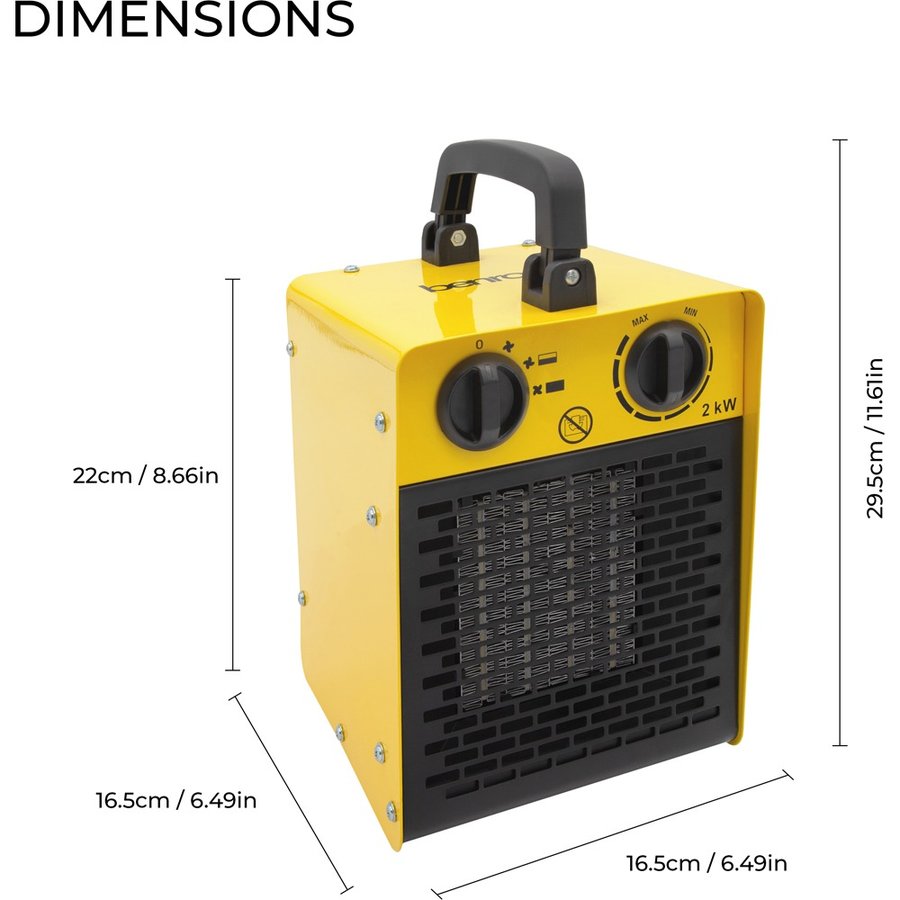 DIMENSIONS
0
MAX
MIN
2 kW
22cm / 8.66in
29.5cm / 11.61in
16.5cm / 6.49in
16.5cm / 6.49in